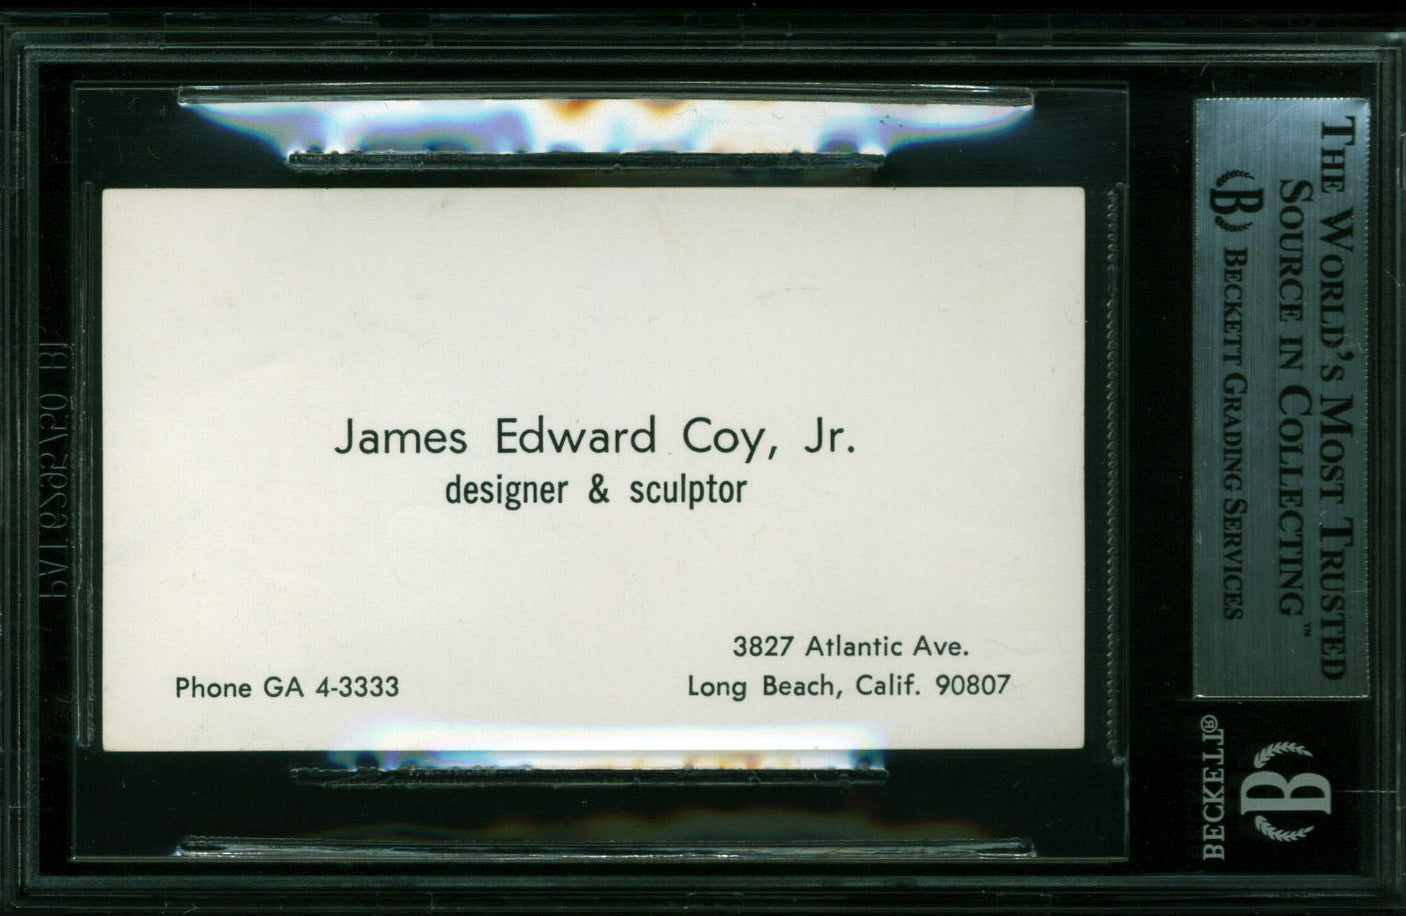 James Edward Coy, Jr.
designer & sculptor
Phone GA 4-3333
3827 Atlantic Ave.
Long Beach, Calif. 90807
THE WORLD'S MOST TRUSTED
SOURCE IN COLLECTING™
B BECKETT GRADING SERVICES
BECKETT®
B